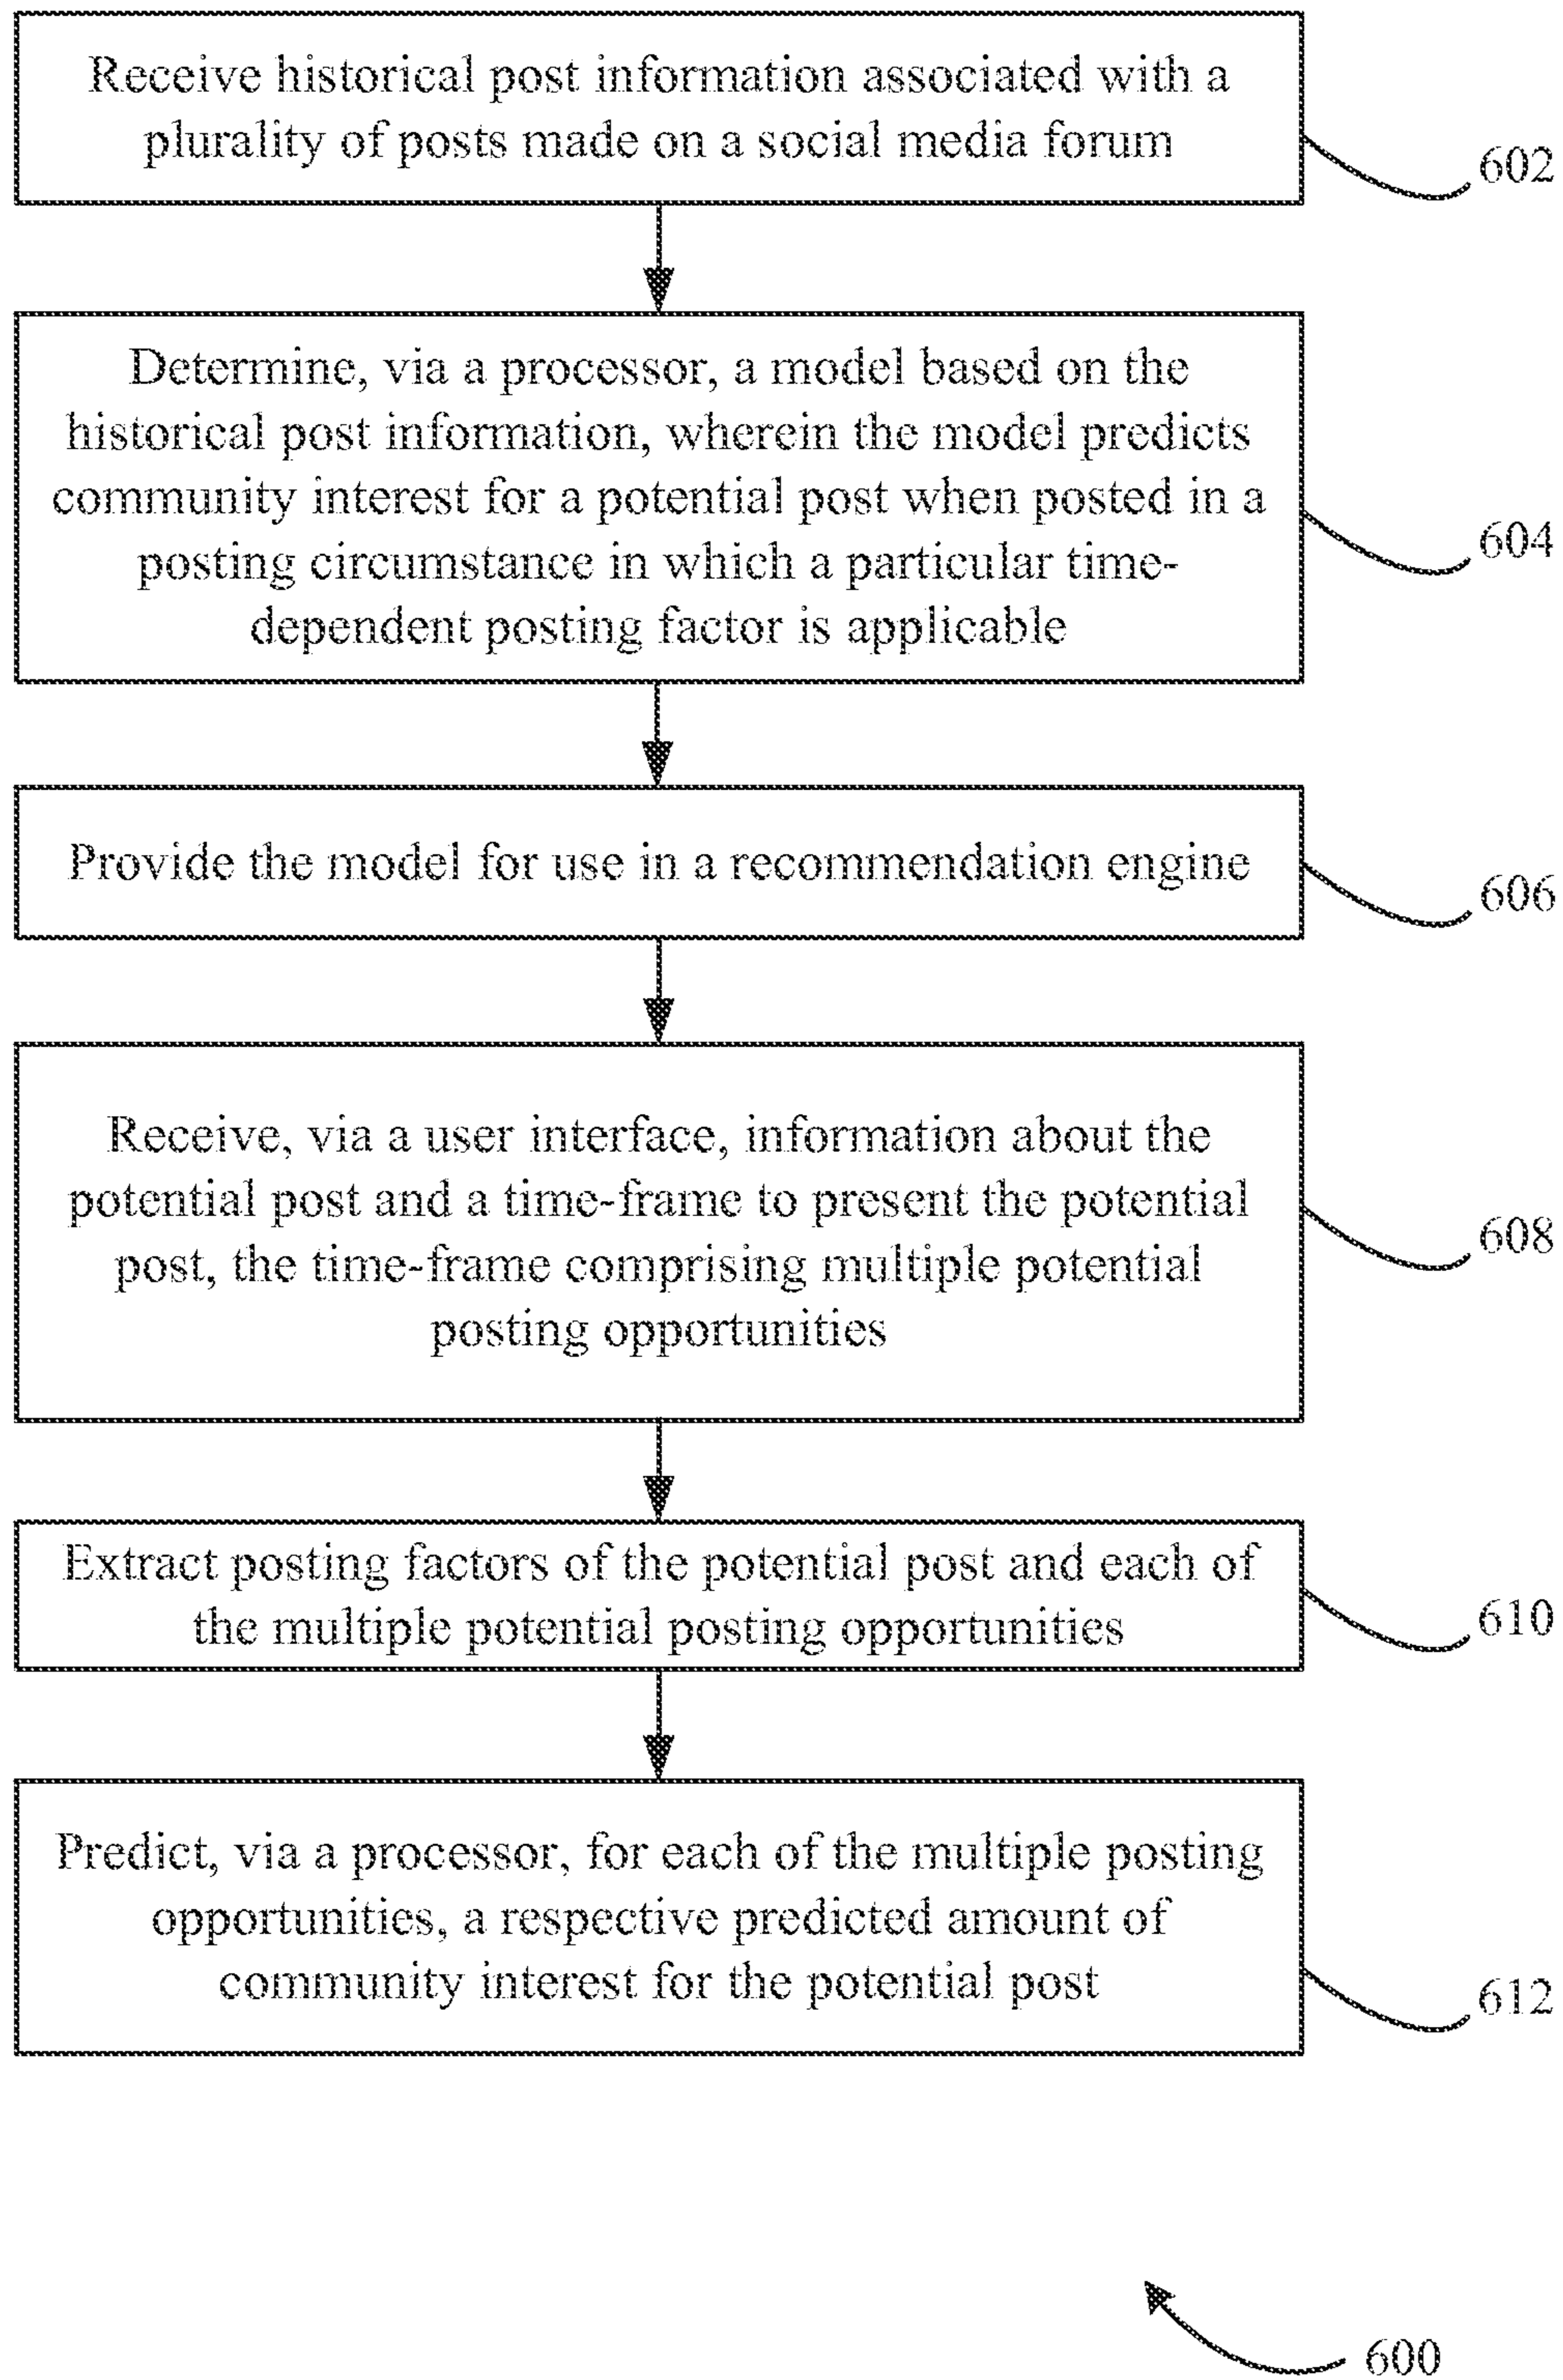 Receive historical post information associated with a
plurality of posts made on a social media forum
602
Determine, via a processor, a model based on the
historical post information, wherein the model predicts
community interest for a potential post when posted in a
posting circumstance in which a particular time-
dependent posting factor is applicable
604
Provide the model for use in a recommendation engine
606
Receive, via a user interface, information about the
potential post and a time-frame to present the potential
post, the time-frame comprising multiple potential
posting opportunities
608
Extract posting factors of the potential post and each of
the multiple potential posting opportunities
610
Predict, via a processor, for each of the multiple posting
opportunities, a respective predicted amount of
community interest for the potential post
612
600